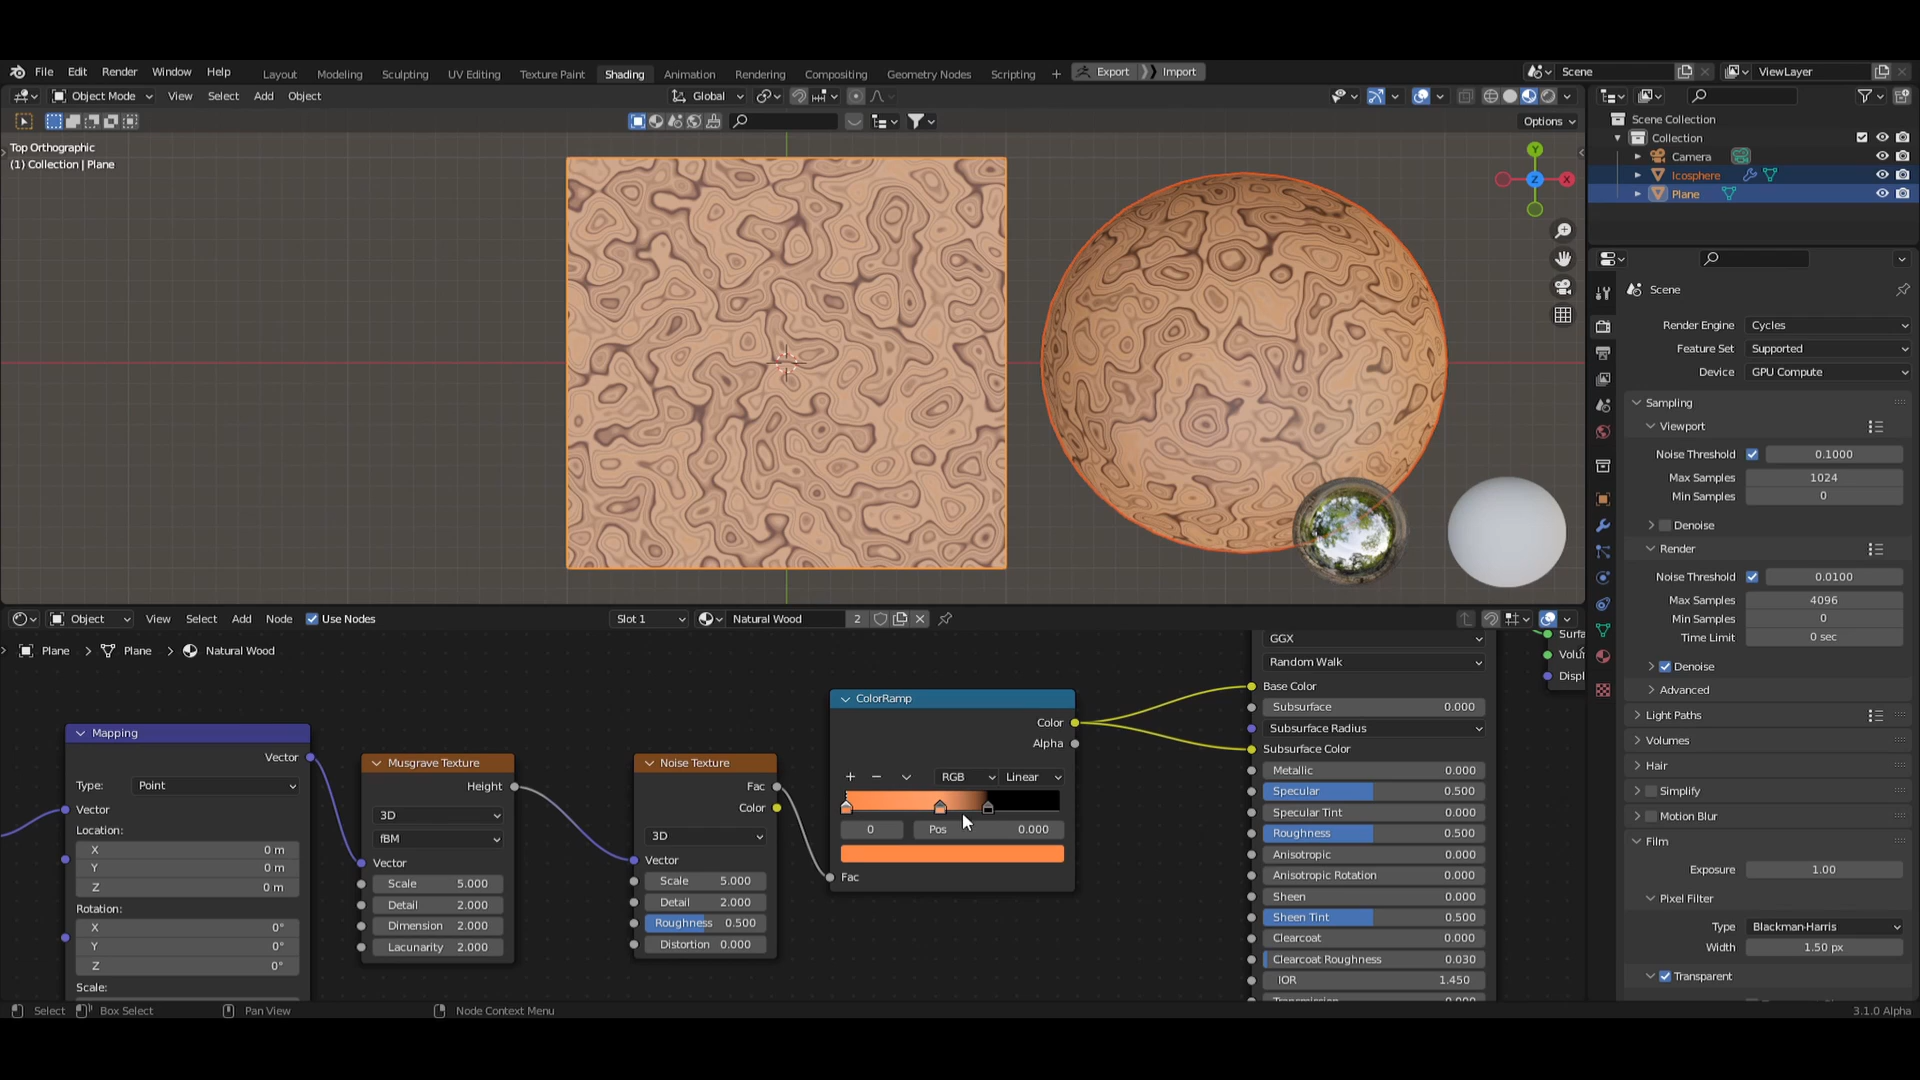 File Edit Render Window Help Layout Modeling Sculpting UV Editing Texture Paint Shading Animation Rendering Compositing Geometry Nodes Scripting + Export Import Scene ViewLayer
Object Mode View Select Add Object Global
Options
Top Orthographic
(1) Collection | Plane
Y
Z X
Scene Collection
Collection
Camera
Icosphere
Plane
Scene
Render Engine Cycles
Feature Set Supported
Device GPU Compute
Sampling
Viewport
Noise Threshold 0.1000
Max Samples 1024
Min Samples 0
Denoise
Render
Noise Threshold 0.0100
Max Samples 4096
Min Samples 0
Time Limit 0 sec
Denoise
Advanced
Light Paths
Volumes
Hair
Simplify
Motion Blur
Film
Exposure 1.00
Pixel Filter
Type Blackman-Harris
Width 1.50 px
Transparent
Object View Select Add Node Use Nodes Slot 1 Natural Wood 2
Plane > Plane > Natural Wood
Mapping
Vector
Type: Point
Vector
Location:
X 0 m
Y 0 m
Z 0 m
Rotation:
X 0°
Y 0°
Z 0°
Scale:
Musgrave Texture
Height
3D
fBM
Vector
Scale 5.000
Detail 2.000
Dimension 2.000
Lacunarity 2.000
Noise Texture
Fac
Color
3D
Vector
Scale 5.000
Detail 2.000
Roughness 0.500
Distortion 0.000
ColorRamp
Color
Alpha
+ − RGB Linear
0 Pos 0.000
Fac
GGX
Random Walk
Base Color
Subsurface 0.000
Subsurface Radius
Subsurface Color
Metallic 0.000
Specular 0.500
Specular Tint 0.000
Roughness 0.500
Anisotropic 0.000
Anisotropic Rotation 0.000
Sheen 0.000
Sheen Tint 0.500
Clearcoat 0.000
Clearcoat Roughness 0.030
IOR 1.450
Surfa
Displ
Select Box Select Pan View Node Context Menu 3.1.0 Alpha